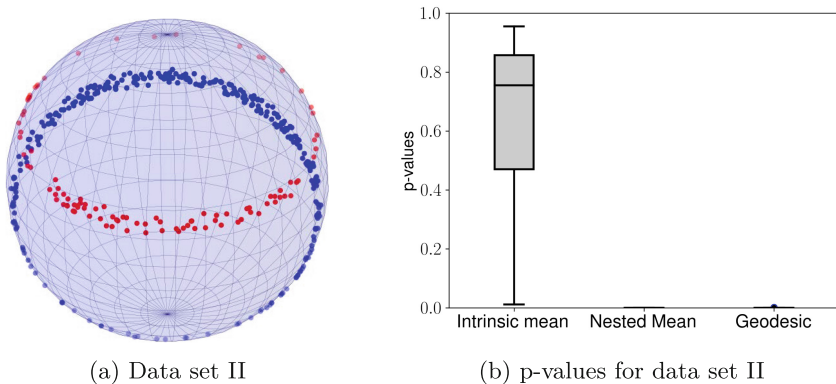 1.0
0.8
0.6
0.4
0.2
0.0
p-values
Intrinsic mean Nested Mean Geodesic
(a) Data set II
(b) p-values for data set II